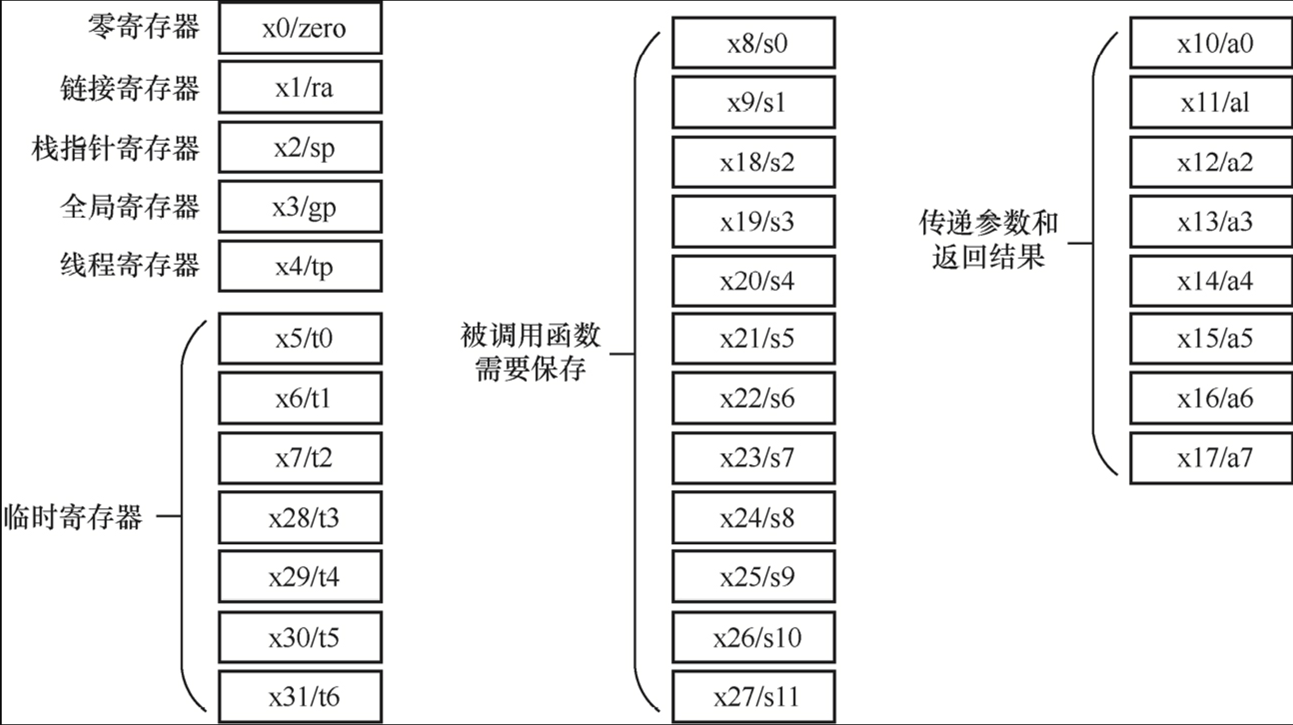 零寄存器 x0/zero
链接寄存器 x1/ra
栈指针寄存器 x2/sp
全局寄存器 x3/gp
线程寄存器 x4/tp
临时寄存器
x5/t0
x6/t1
x7/t2
x28/t3
x29/t4
x30/t5
x31/t6
被调用函数
需要保存
x8/s0
x9/s1
x18/s2
x19/s3
x20/s4
x21/s5
x22/s6
x23/s7
x24/s8
x25/s9
x26/s10
x27/s11
传递参数和
返回结果
x10/a0
x11/al
x12/a2
x13/a3
x14/a4
x15/a5
x16/a6
x17/a7